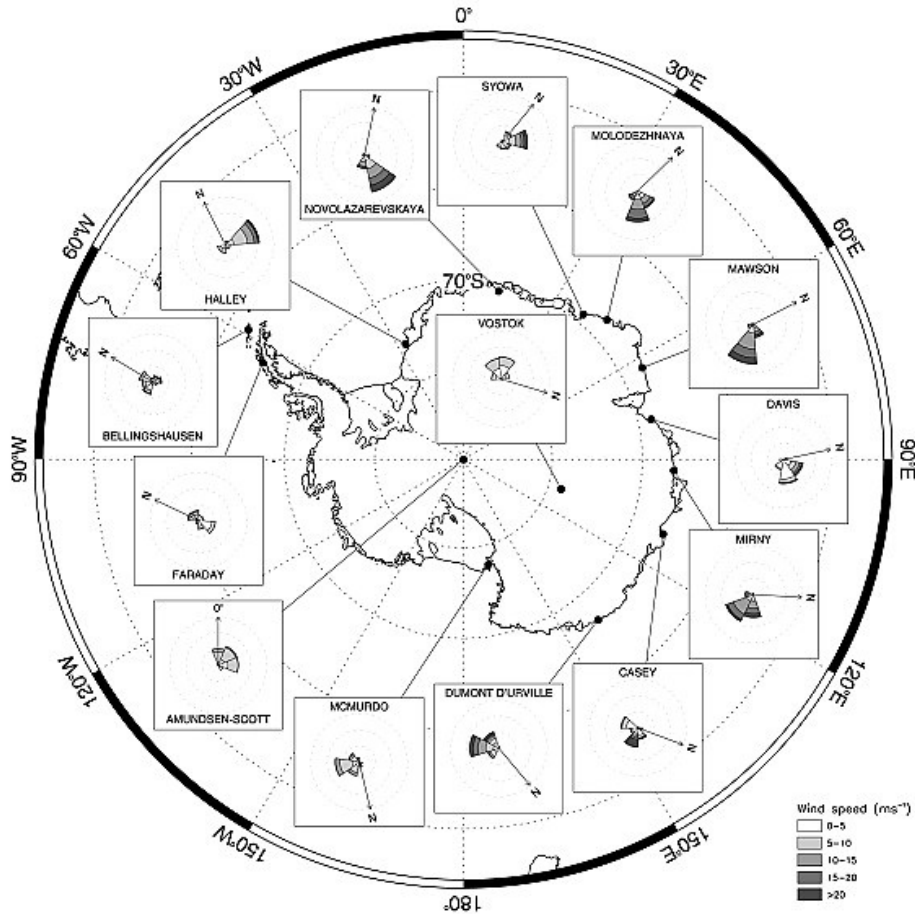 0°
30°W
30°E
N
SYOWA
N
MOLODEZHNAYA
N
NOVOLAZAREVSKAYA
N
HALLEY
60°W
60°E
70°S
MAWSON
N
VOSTOK
N
N
BELLINGSHAUSEN
DAVIS
N
90°W
90°E
N
FARADAY
MIRNY
N
0°
AMUNDSEN-SCOTT
MCMURDO
N
DUMONT D'URVILLE
N
CASEY
N
120°W
120°E
150°W
150°E
180°
Wind speed (ms⁻¹)
0-5
5-10
10-15
15-20
>20